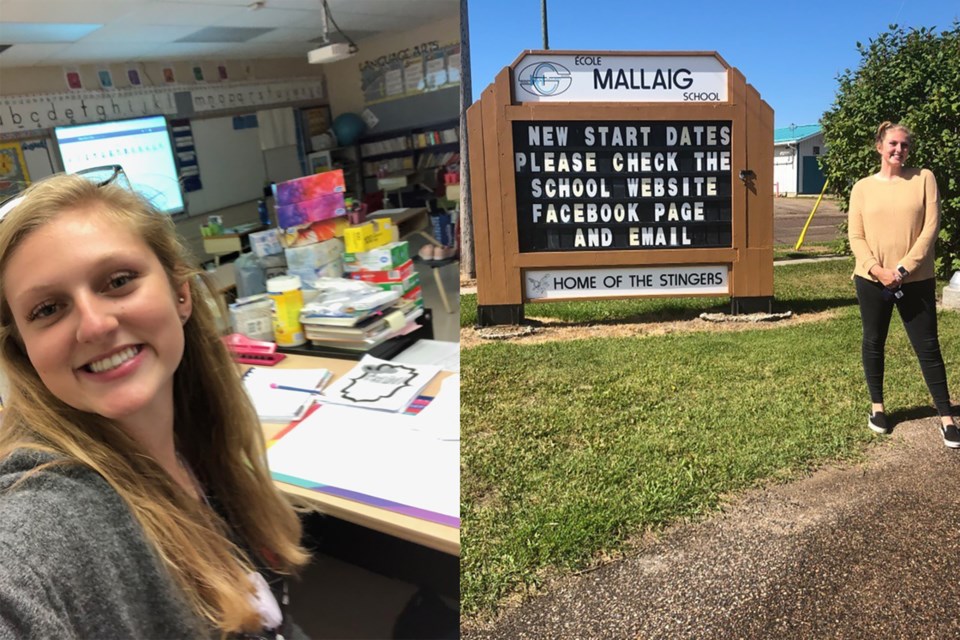 LANGUAGE ARTS
a b c d e f g h i
m n o p q r s t u v w x y z
ÉCOLE
MALLAIG
SCHOOL
NEW START DATES
PLEASE CHECK THE
SCHOOL WEBSITE
FACEBOOK PAGE
AND EMAIL
HOME OF THE STINGERS